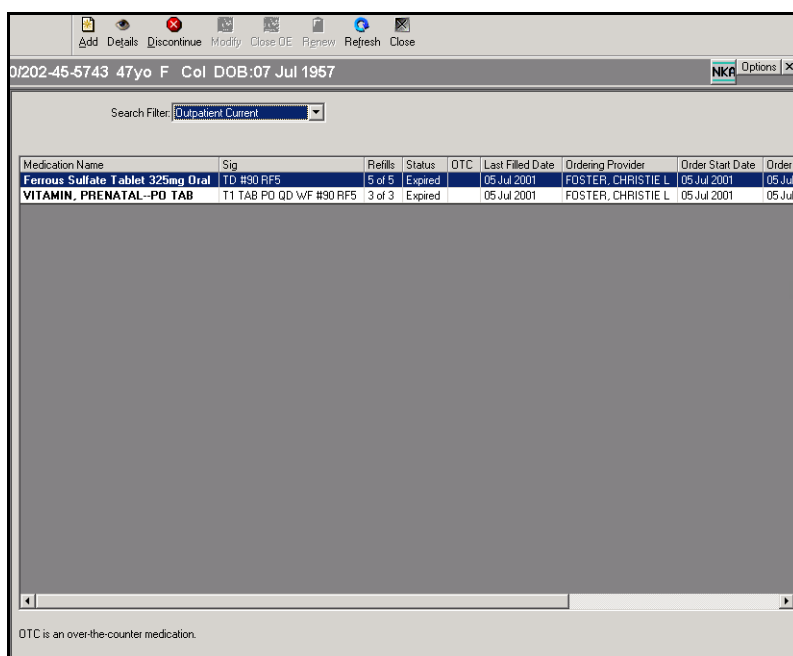 Add Details Discontinue Modify Close OE Renew Refresh Close
0/202-45-5743 47yo F Col DOB:07 Jul 1957 NKA Options
Search Filter: Outpatient Current
Medication Name Sig Refills Status OTC Last Filled Date Ordering Provider Order Start Date Order
Ferrous Sulfate Tablet 325mg Oral TD #90 RF5 5 of 5 Expired 05 Jul 2001 FOSTER, CHRISTIE L 05 Jul 2001 05 Jul
VITAMIN, PRENATAL--PO TAB T1 TAB PO QD WF #90 RF5 3 of 3 Expired 05 Jul 2001 FOSTER, CHRISTIE L 05 Jul 2001 05 Jul
OTC is an over-the-counter medication.